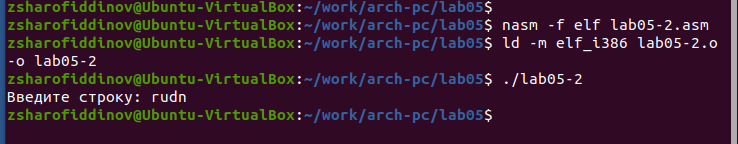 zsharofiddinov@Ubuntu-VirtualBox:~/work/arch-pc/lab05$
zsharofiddinov@Ubuntu-VirtualBox:~/work/arch-pc/lab05$ nasm -f elf lab05-2.asm
zsharofiddinov@Ubuntu-VirtualBox:~/work/arch-pc/lab05$ ld -m elf_i386 lab05-2.o
-o lab05-2
zsharofiddinov@Ubuntu-VirtualBox:~/work/arch-pc/lab05$ ./lab05-2
Введите строку: rudn
zsharofiddinov@Ubuntu-VirtualBox:~/work/arch-pc/lab05$